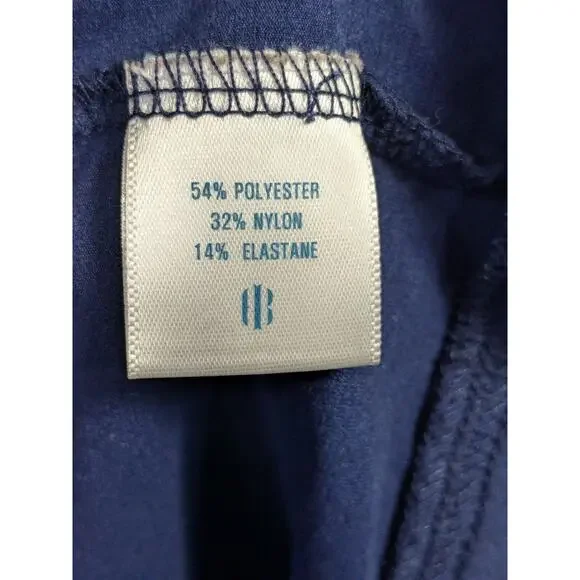 54% POLYESTER
32% NYLON
14% ELASTANE